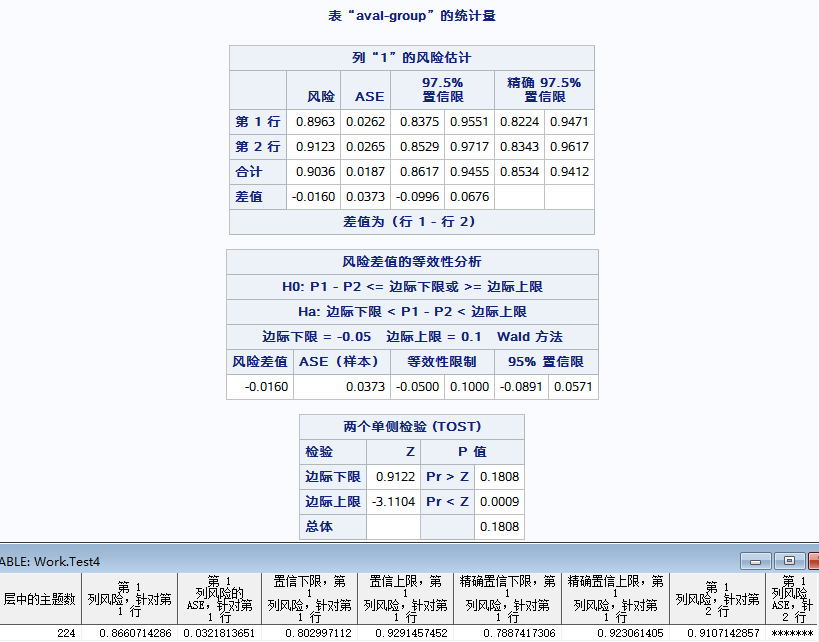 表“aval-group”的统计量
列“1”的风险估计
风险 ASE 97.5% 置信限 精确 97.5% 置信限
第 1 行 0.8963 0.0262 0.8375 0.9551 0.8224 0.9471
第 2 行 0.9123 0.0265 0.8529 0.9717 0.8343 0.9617
合计 0.9036 0.0187 0.8617 0.9455 0.8534 0.9412
差值 -0.0160 0.0373 -0.0996 0.0676
差值为（行 1 - 行 2）
风险差值的等效性分析
H0: P1 - P2 <= 边际下限或 >= 边际上限
Ha: 边际下限 < P1 - P2 < 边际上限
边际下限 = -0.05 边际上限 = 0.1 Wald 方法
风险差值 ASE（样本） 等效性限制 95% 置信限
-0.0160 0.0373 -0.0500 0.1000 -0.0891 0.0571
两个单侧检验 (TOST)
检验 Z P 值
边际下限 0.9122 Pr > Z 0.1808
边际上限 -3.1104 Pr < Z 0.0009
总体 0.1808
ABLE: Work.Test4
层中的主题数 第 1 列风险，针对第 1 行 第 1 列风险的 ASE，针对第 1 行 置信下限，第 1 列风险，针对第 1 行 置信上限，第 1 列风险，针对第 1 行 精确置信下限，第 1 列风险，针对第 1 行 精确置信上限，第 1 列风险，针对第 1 行 第 1 列风险，针对第 2 行 第 1 列风险 ASE，针 2 行
224 0.8660714286 0.0321813651 0.802997112 0.9291457452 0.7887417306 0.923061405 0.9107142857 *******